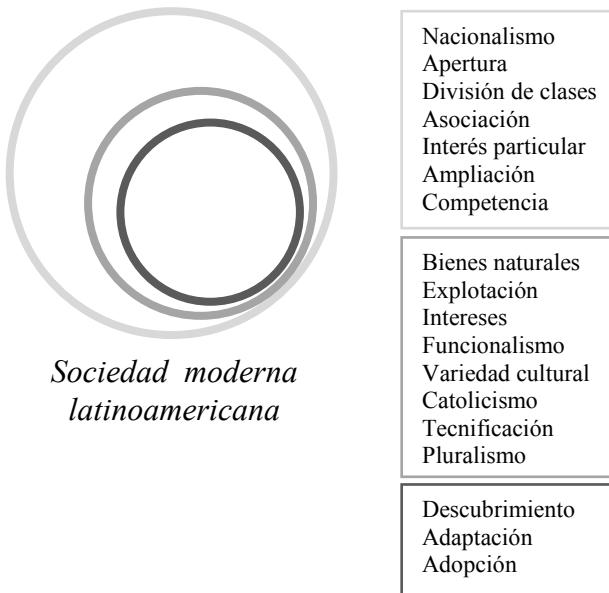 Sociedad moderna
latinoamericana
Nacionalismo
Apertura
División de clases
Asociación
Interés particular
Ampliación
Competencia
Bienes naturales
Explotación
Intereses
Funcionalismo
Variedad cultural
Catolicismo
Tecnificación
Pluralismo
Descubrimiento
Adaptación
Adopción